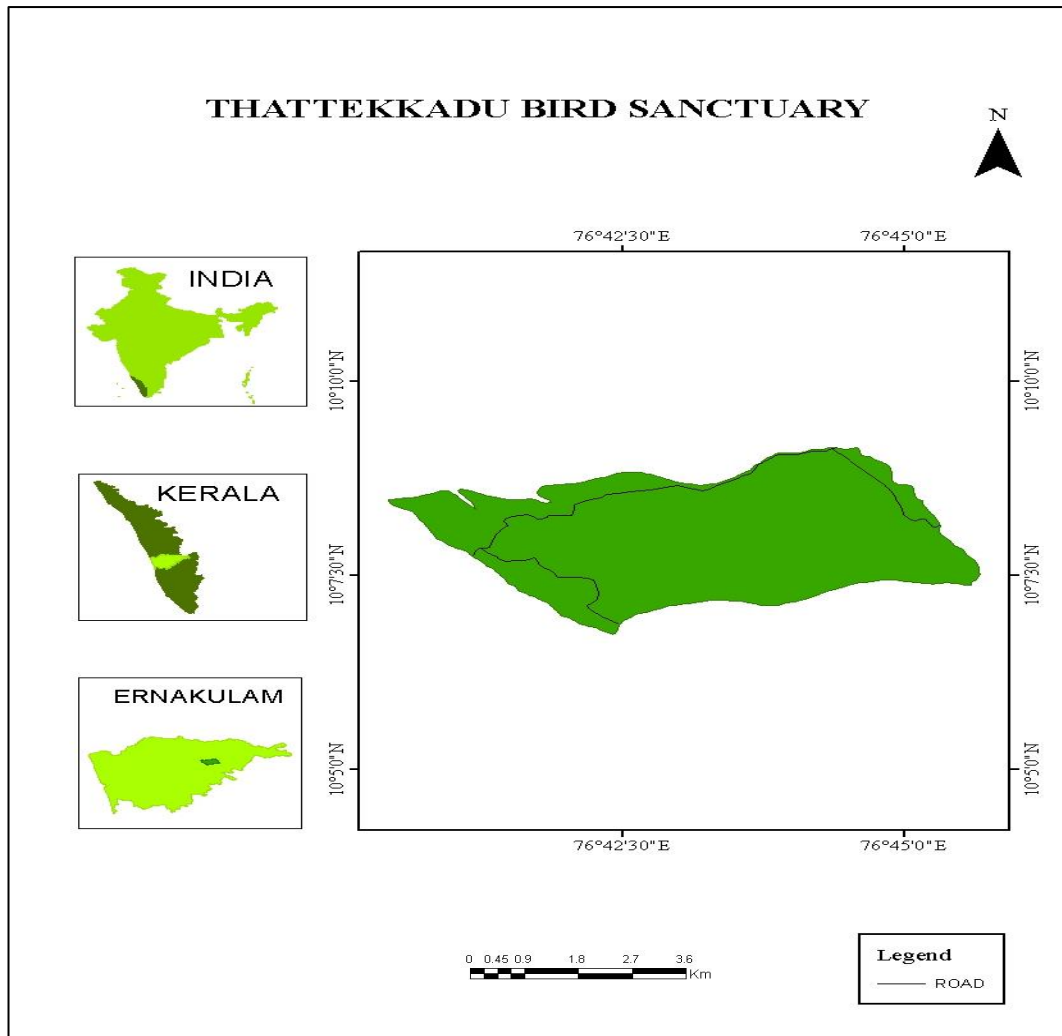 THATTEKKADU BIRD SANCTUARY
N
76°42'30"E 76°45'0"E
INDIA
10°10'0"N 10°10'0"N
KERALA
10°7'30"N 10°7'30"N
ERNAKULAM
10°5'0"N 10°5'0"N
76°42'30"E 76°45'0"E
0 0.45 0.9 1.8 2.7 3.6
Km
Legend
ROAD